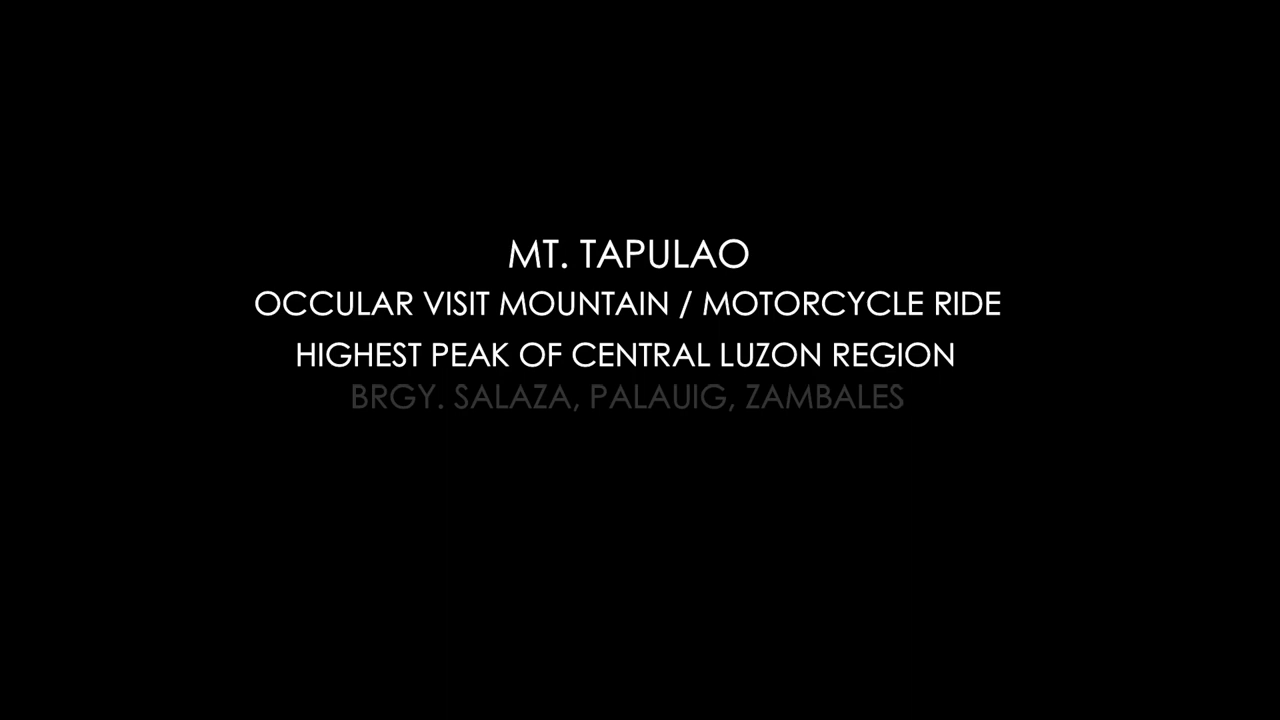 MT. TAPULAO
OCCULAR VISIT MOUNTAIN / MOTORCYCLE RIDE
HIGHEST PEAK OF CENTRAL LUZON REGION
BRGY. SALAZA, PALAUIG, ZAMBALES